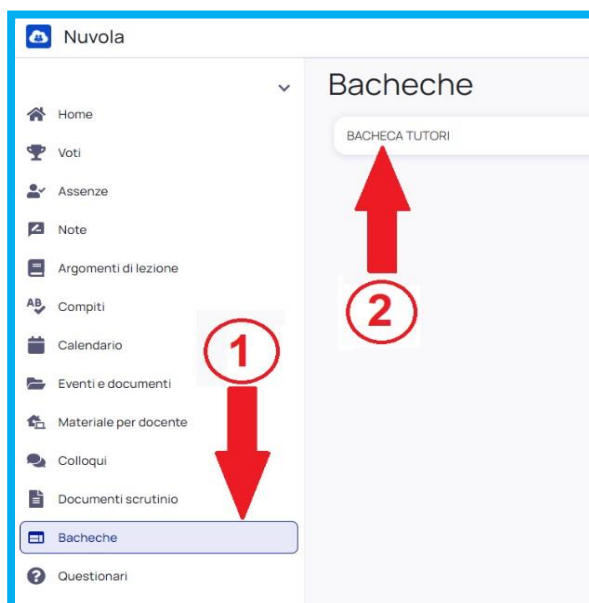 Nuvola
Home
Voti
Assenze
Note
Argomenti di lezione
AB Compiti
Calendario
Eventi e documenti
Materiale per docente
Colloqui
Documenti scrutinio
Bacheche
Questionari
1
Bacheche
BACHECA TUTORI
2